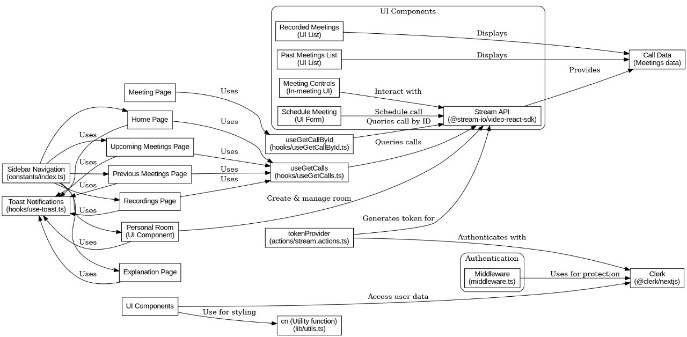 UI Components
Recorded Meetings
(UI List)
Displays
Past Meetings List
(UI List)
Displays
Call Data
(Meetings data)
Provides
Meeting Controls
(In-meeting UI)
Interact with
Schedule Meeting
(UI Form)
Schedule call
Stream API
(@stream-io/video-react-sdk)
Queries call by ID
Meeting Page
Uses
Home Page
Uses
useGetCallById
(hooks/useGetCallById.ts)
Queries calls
Uses
Upcoming Meetings Page
Uses
Uses
Sidebar Navigation
(constants/index.ts)
Uses
Previous Meetings Page
Uses
useGetCalls
(hooks/useGetCalls.ts)
Uses
Uses
Toast Notifications
(hooks/use-toast.ts)
Recordings Page
Create & manage room
Uses
Personal Room
(UI Component)
Generates token for
tokenProvider
(actions/stream.actions.ts)
Authenticates with
Uses
Explanation Page
Authentication
Middleware
(middleware.ts)
Uses for protection
Clerk
(@clerk/nextjs)
UI Components
Access user data
Use for styling
cn (Utility function)
(lib/utils.ts)